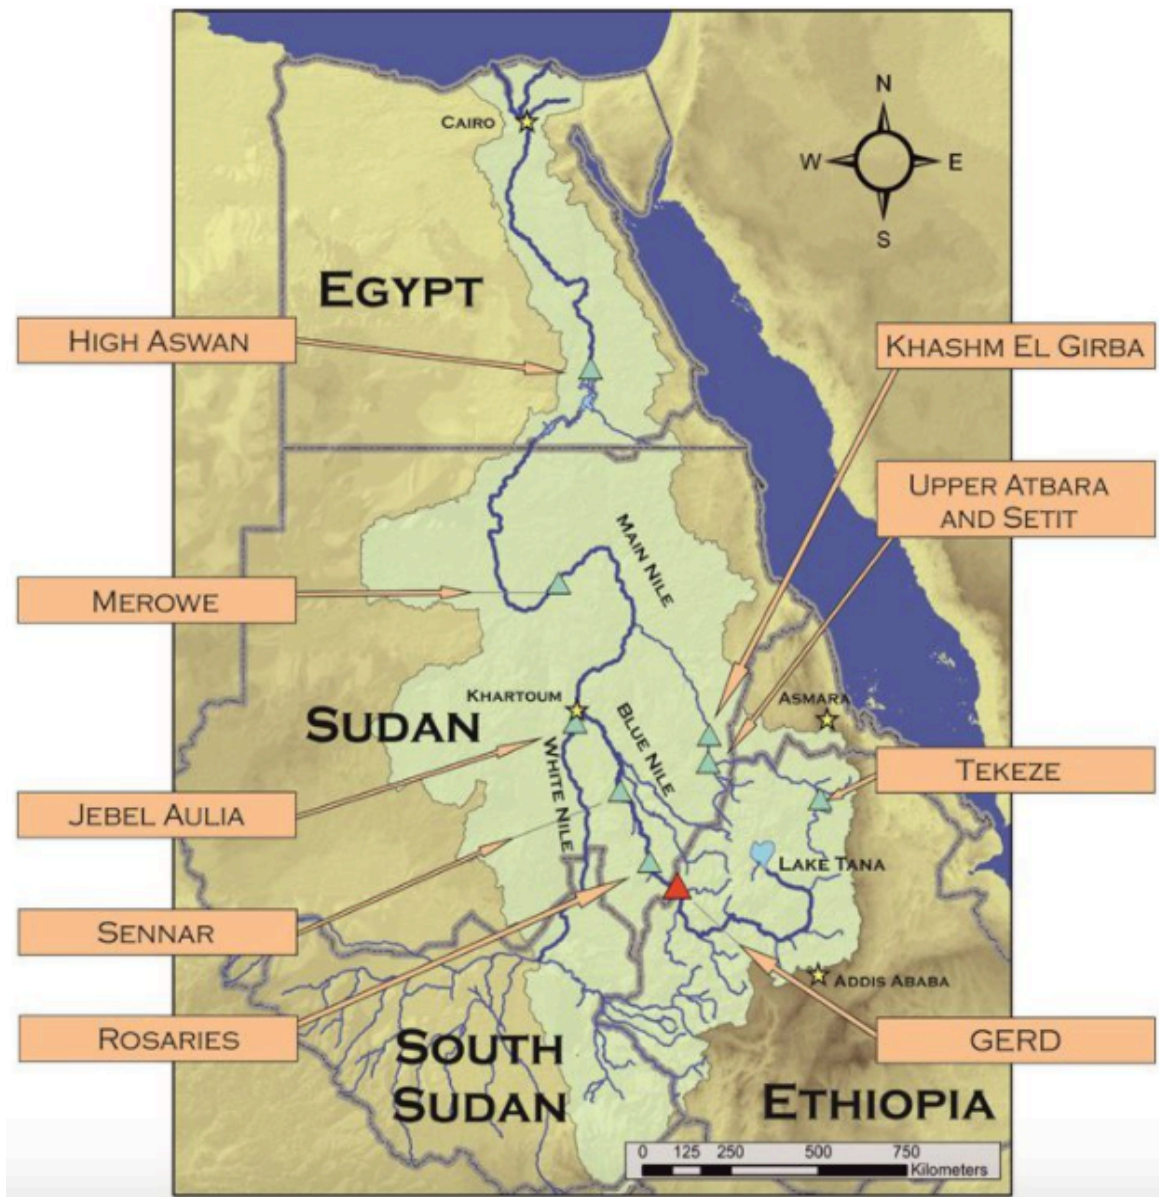 CAIRO
N
W
E
S
EGYPT
HIGH ASWAN
KHASHM EL GIRBA
UPPER ATBARA
AND SETIT
MAIN NILE
MEROWE
KHARTOUM
ASMARA
SUDAN
BLUE NILE
WHITE NILE
TEKEZE
JEBEL AULIA
LAKE TANA
SENNAR
ADDIS ABABA
ROSARIES
SOUTH
SUDAN
GERD
ETHIOPIA
0 125 250 500 750
Kilometers